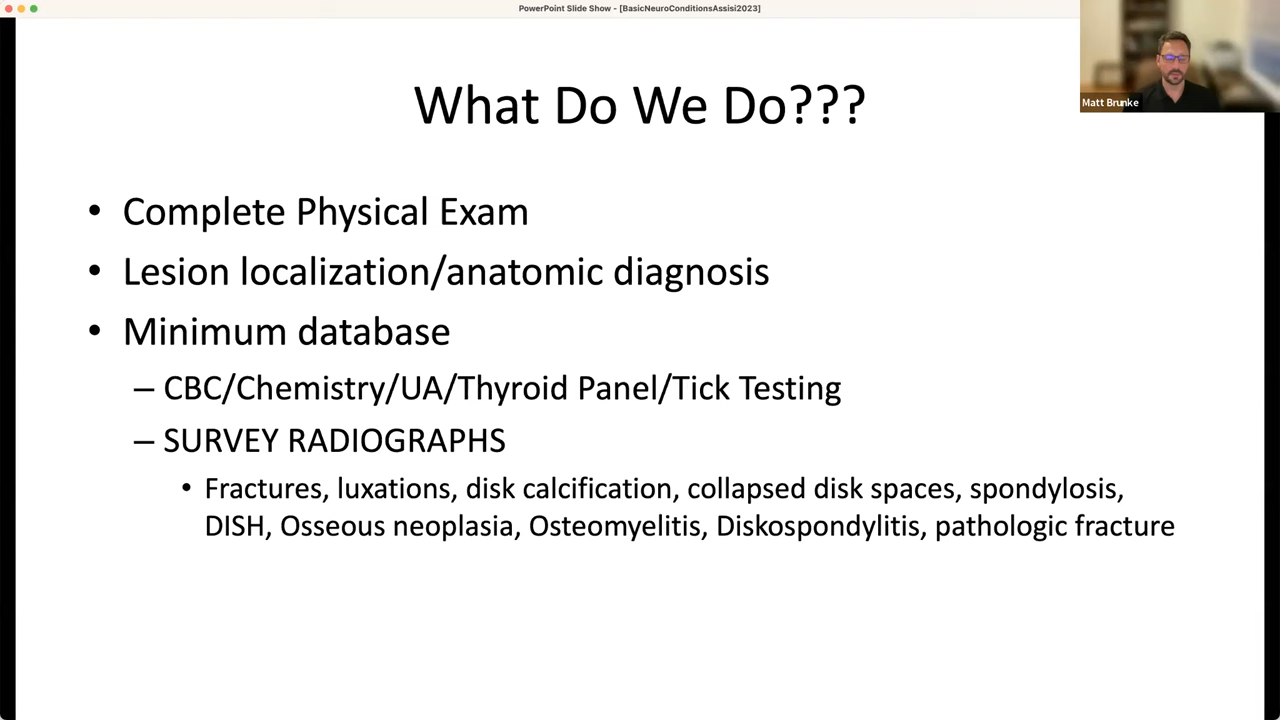 PowerPoint Slide Show - [BasicNeuroConditionsAssisi2023]
Matt Brunke
What Do We Do???
• Complete Physical Exam
• Lesion localization/anatomic diagnosis
• Minimum database
– CBC/Chemistry/UA/Thyroid Panel/Tick Testing
– SURVEY RADIOGRAPHS
• Fractures, luxations, disk calcification, collapsed disk spaces, spondylosis,
DISH, Osseous neoplasia, Osteomyelitis, Diskospondylitis, pathologic fracture